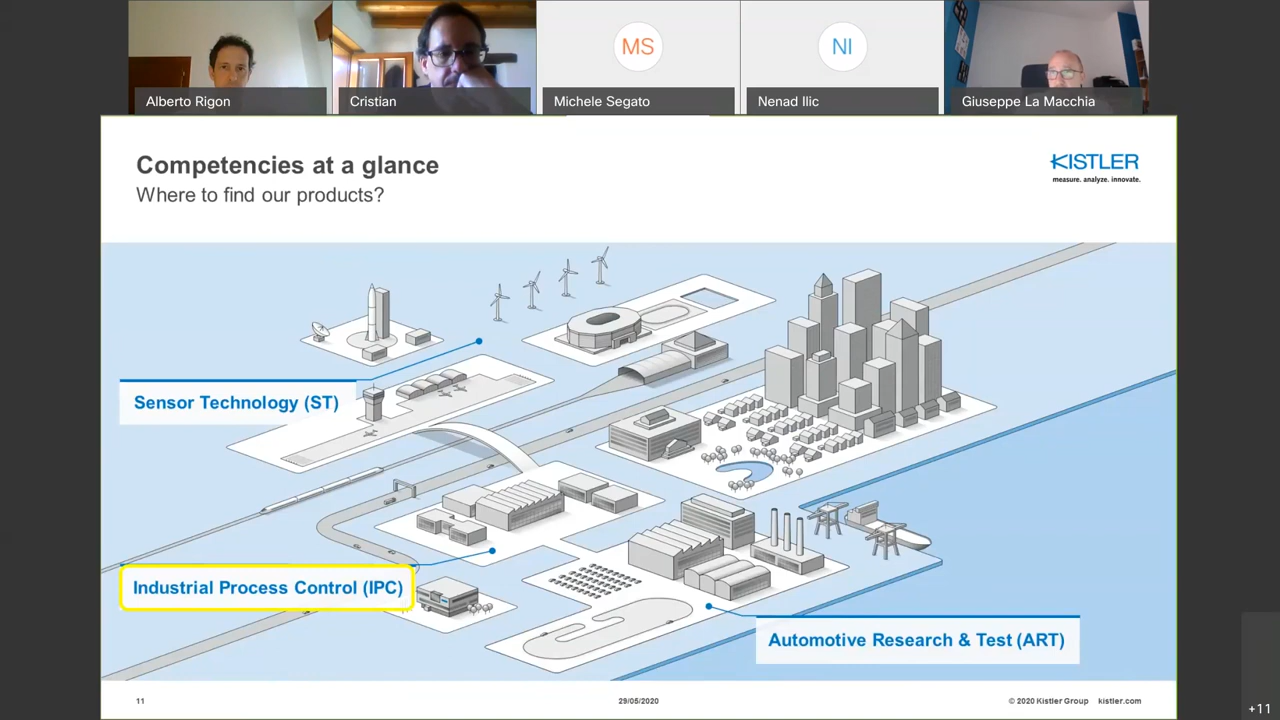 MS
NI
Alberto Rigon
Cristian
Michele Segato
Nenad Ilic
Giuseppe La Macchia
Competencies at a glance
Where to find our products?
KISTLER
measure. analyze. innovate.
Sensor Technology (ST)
Industrial Process Control (IPC)
Automotive Research & Test (ART)
11
29/05/2020
© 2020 Kistler Group
kistler.com
+11